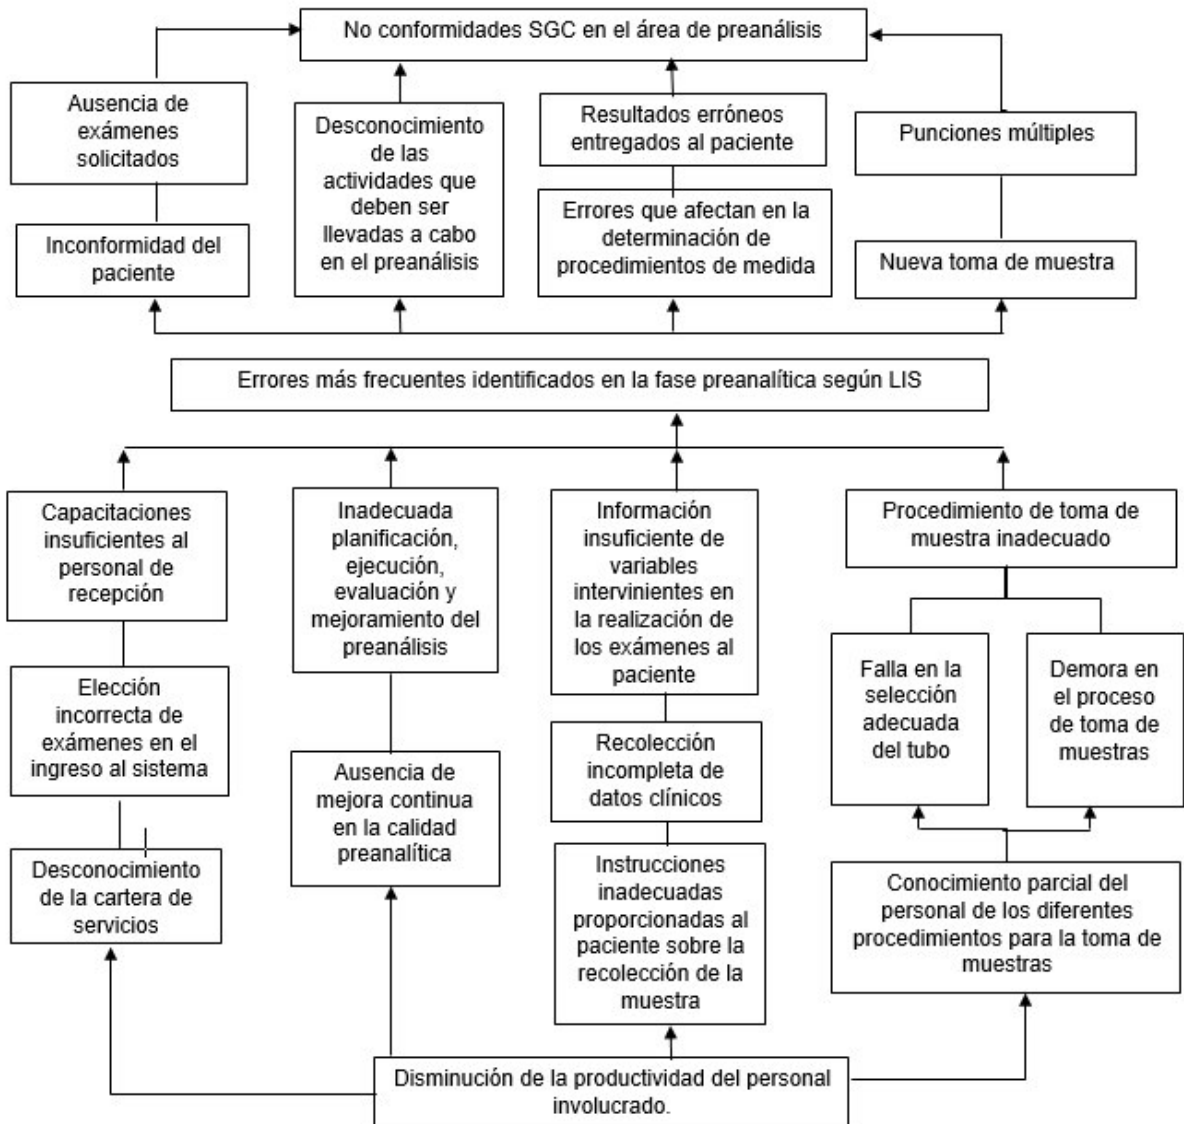 No conformidades SGC en el área de preanálisis
Ausencia de
exámenes
solicitados
Desconocimiento
de las
actividades que
deben ser
llevadas a cabo
en el preanálisis
Resultados erróneos
entregados al paciente
Punciones múltiples
Inconformidad del
paciente
Errores que afectan en la
determinación de
procedimientos de medida
Nueva toma de muestra
Errores más frecuentes identificados en la fase preanalítica según LIS
Capacitaciones
insuficientes al
personal de
recepción
Inadecuada
planificación,
ejecución,
evaluación y
mejoramiento del
preanálisis
Información
insuficiente de
variables
intervinientes en
la realización de
los exámenes al
paciente
Procedimiento de toma de
muestra inadecuado
Elección
incorrecta de
exámenes en el
ingreso al sistema
Falla en la
selección
adecuada
del tubo
Demora en
el proceso
de toma de
muestras
Ausencia de
mejora continua
en la calidad
preanalítica
Recolección
incompleta de
datos clínicos
Desconocimiento
de la cartera de
servicios
Instrucciones
inadecuadas
proporcionadas al
paciente sobre la
recolección de la
muestra
Conocimiento parcial del
personal de los diferentes
procedimientos para la toma de
muestras
Disminución de la productividad del personal
involucrado.